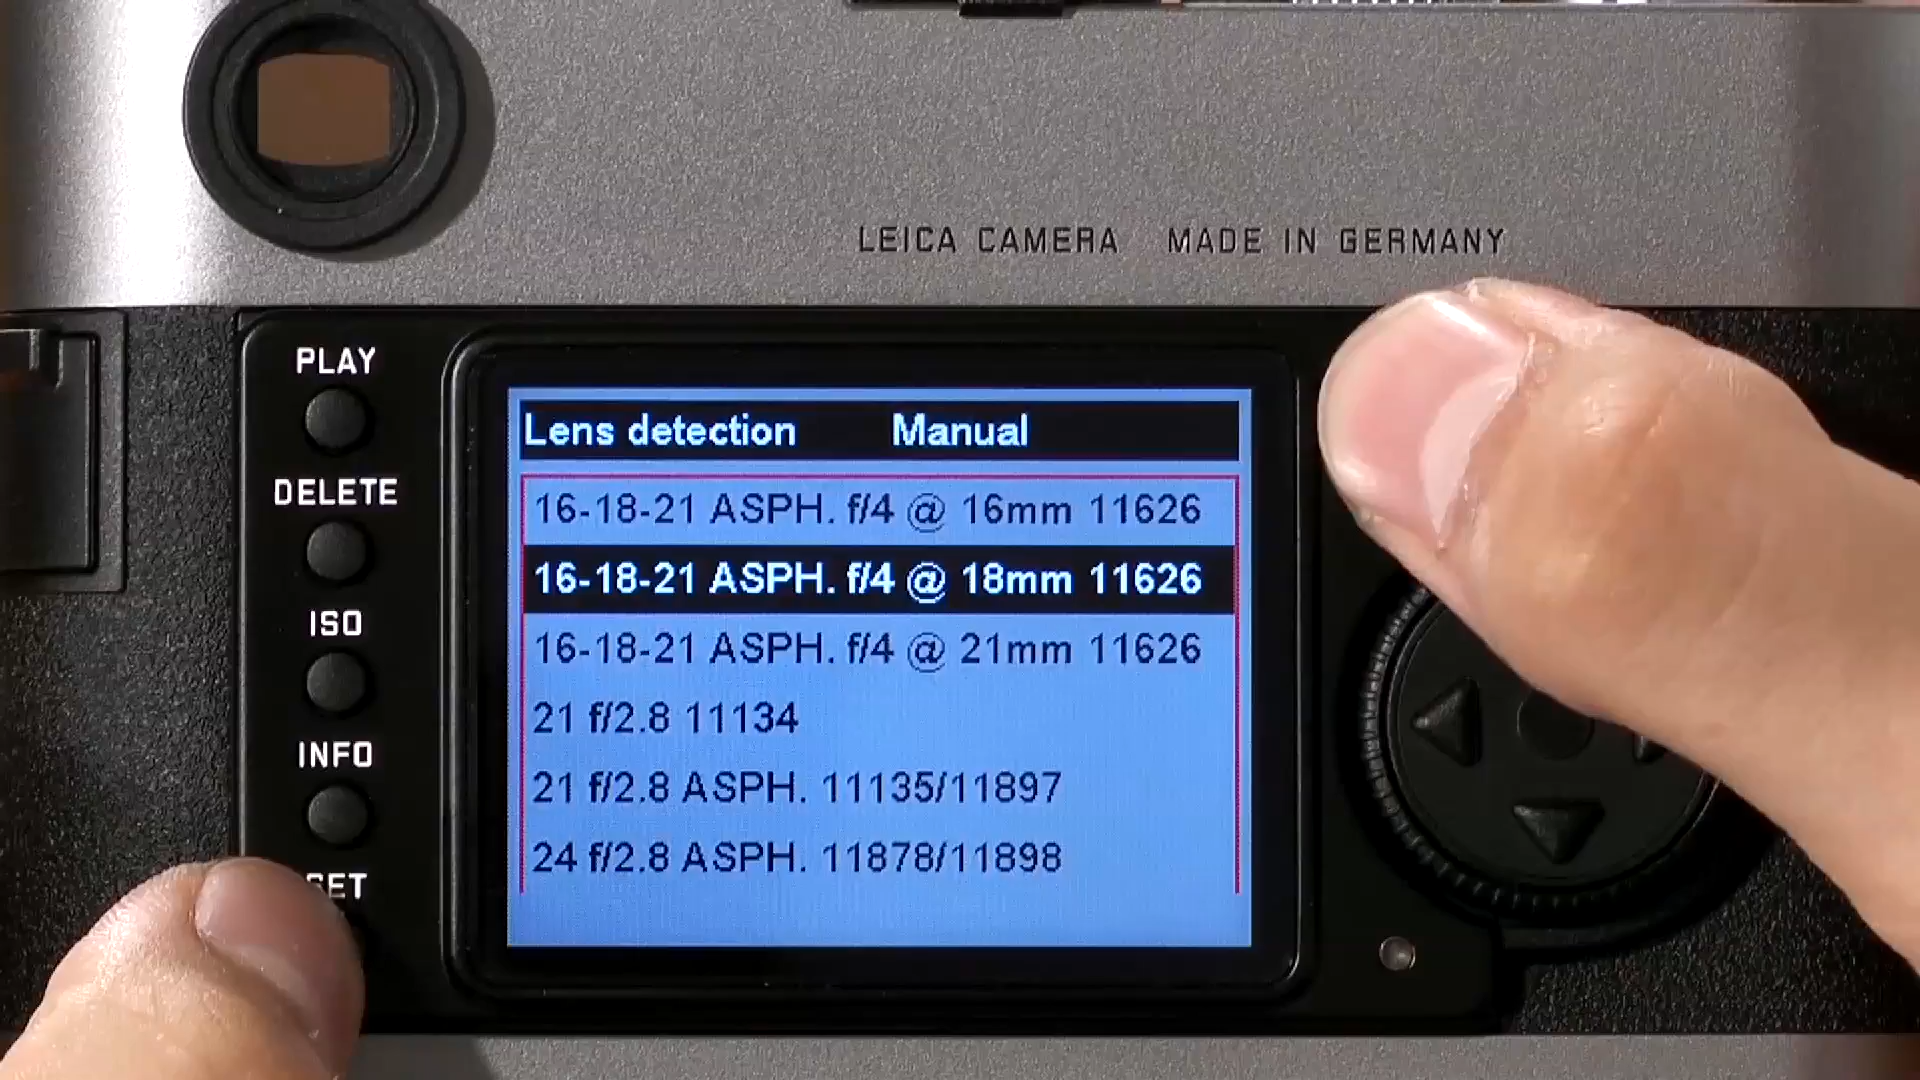 LEICA CAMERA MADE IN GERMANY
PLAY
DELETE
ISO
INFO
SET
Lens detection Manual
16-18-21 ASPH. f/4 @ 16mm 11626
16-18-21 ASPH. f/4 @ 18mm 11626
16-18-21 ASPH. f/4 @ 21mm 11626
21 f/2.8 11134
21 f/2.8 ASPH. 11135/11897
24 f/2.8 ASPH. 11878/11898